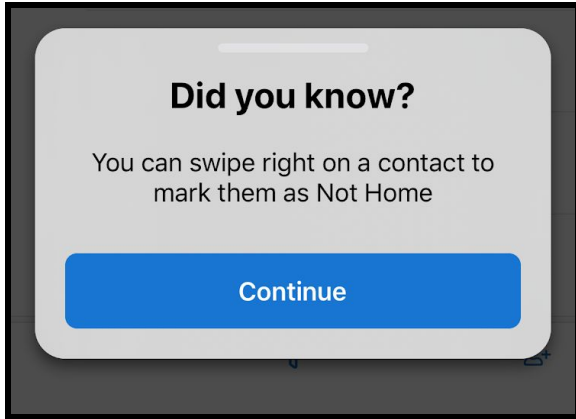 Did you know?
You can swipe right on a contact to
mark them as Not Home
Continue